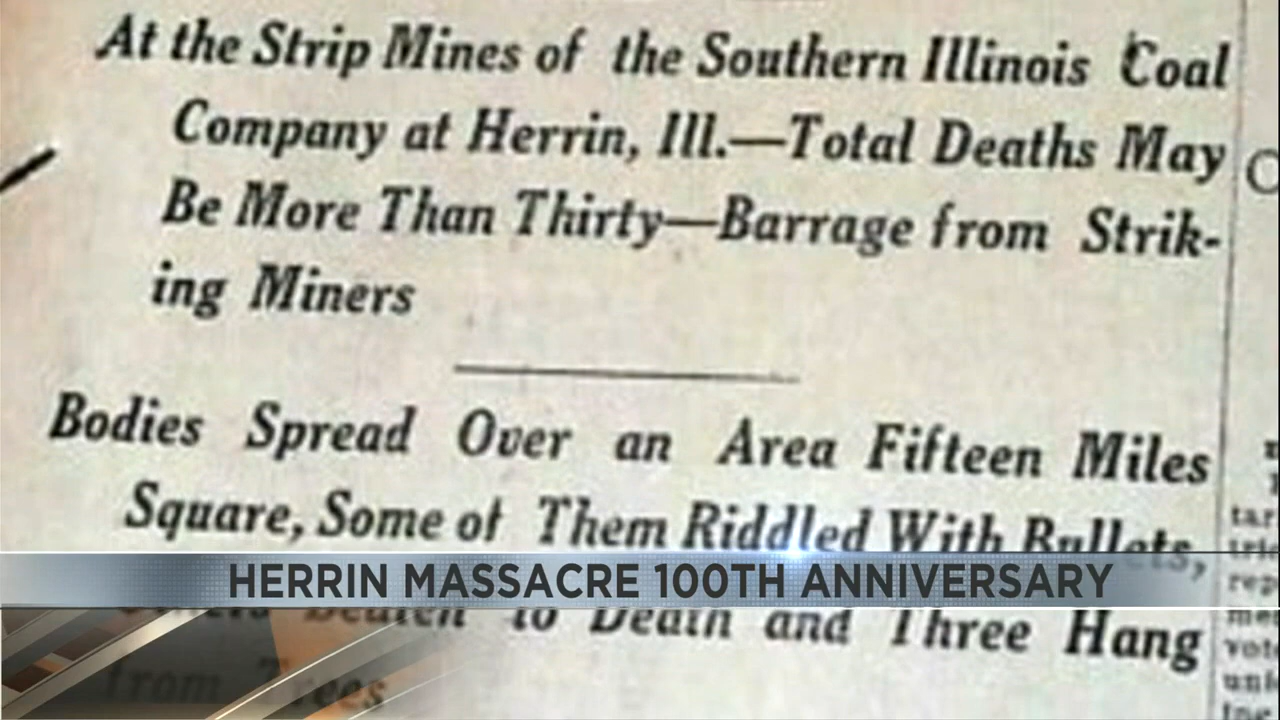 At the Strip Mines of the Southern Illinois Coal
Company at Herrin, Ill.—Total Deaths May
Be More Than Thirty—Barrage from Strik-
ing Miners
Bodies Spread Over an Area Fifteen Miles
Square, Some of Them Riddled With Bullets,
HERRIN MASSACRE 100TH ANNIVERSARY
Beaten to Death and Three Hang
from Trees